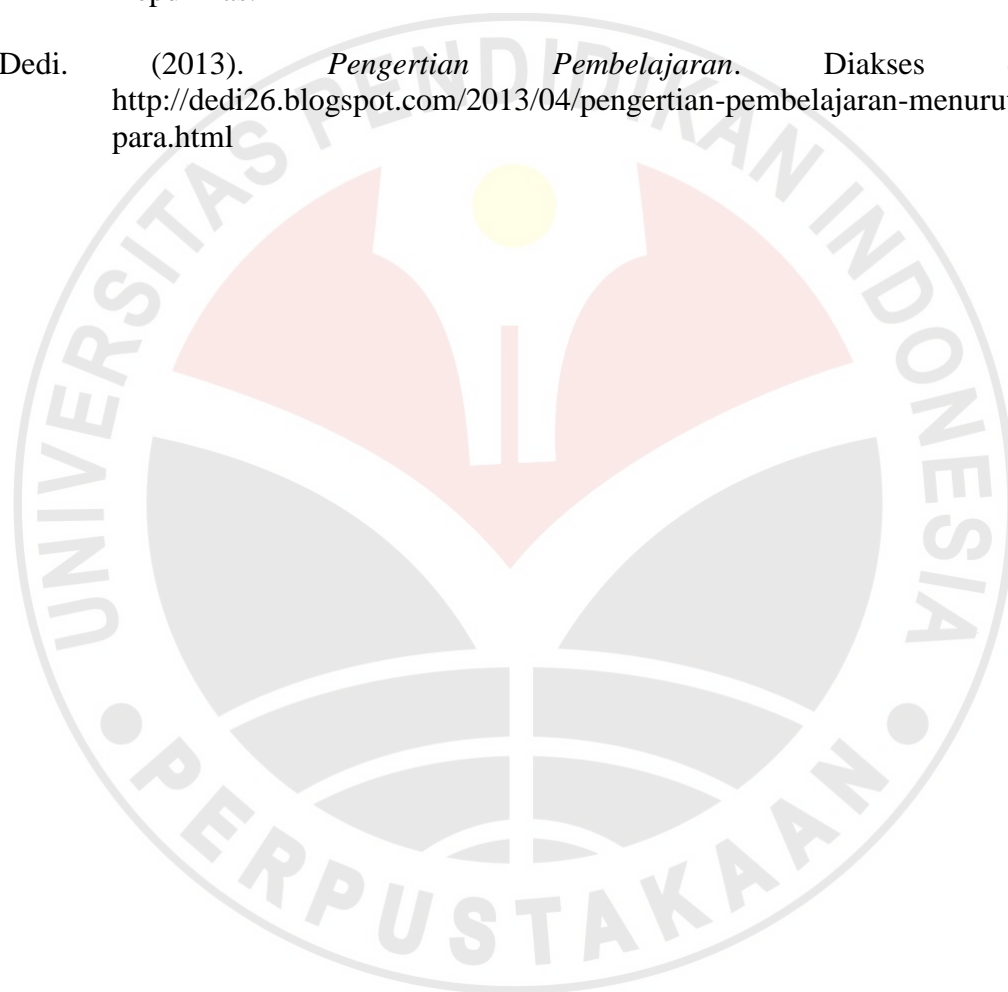 Dedi. (2013). Pengertian Pembelajaran. Diakses
http://dedi26.blogspot.com/2013/04/pengertian-pembelajaran-menurut
para.html
UNIVERSITAS PENDIDIKAN INDONESIA
PERPUSTAKAAN